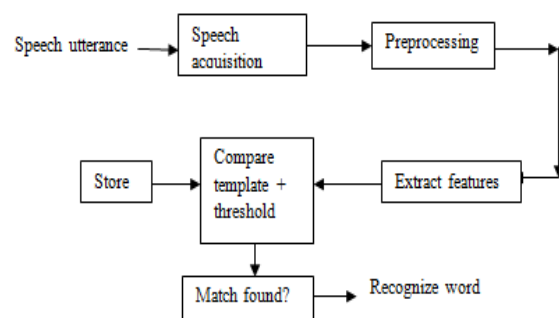 Speech utterance
Speech
acquisition
Preprocessing
Store
Compare
template +
threshold
Extract features
Match found?
Recognize word